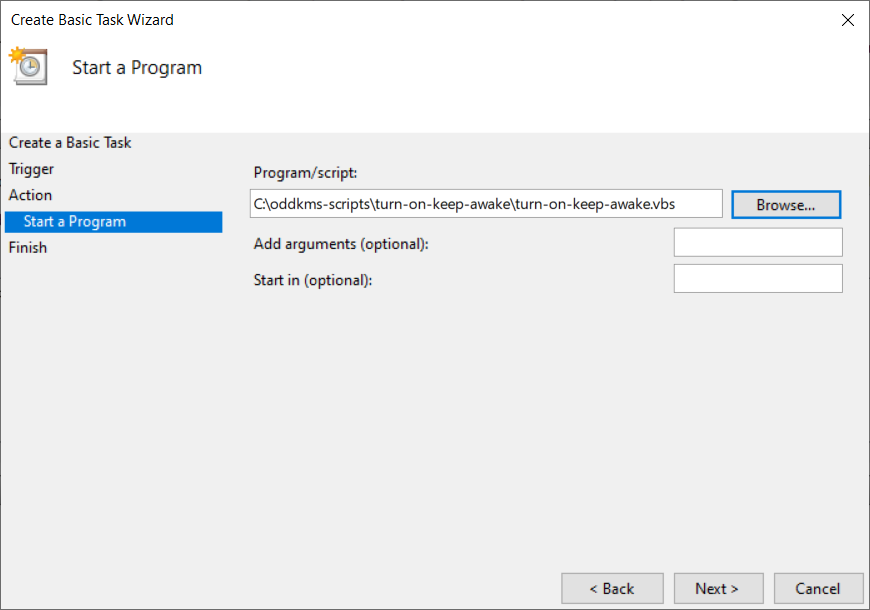 Create Basic Task Wizard
Start a Program
Create a Basic Task
Trigger
Action
Start a Program
Finish
Program/script:
C:\oddkms-scripts\turn-on-keep-awake\turn-on-keep-awake.vbs
Browse...
Add arguments (optional):
Start in (optional):
< Back
Next >
Cancel